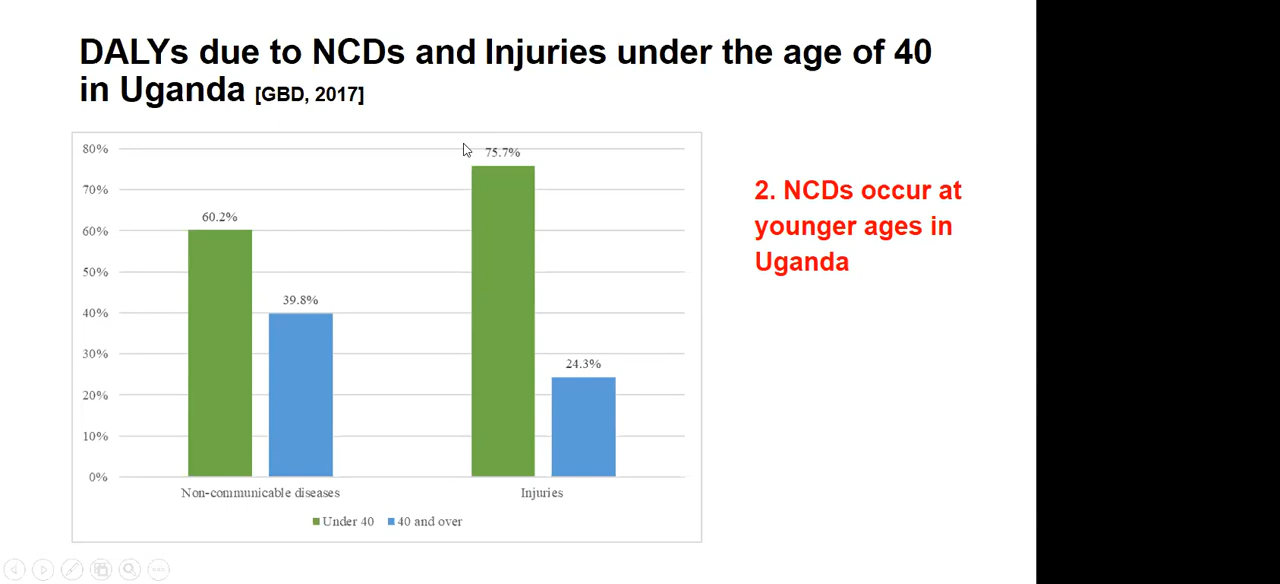 DALYs due to NCDs and Injuries under the age of 40
in Uganda [GBD, 2017]
2. NCDs occur at
younger ages in
Uganda
80%
70%
60%
50%
40%
30%
20%
10%
0%
60.2%
39.8%
75.7%
24.3%
Non-communicable diseases
Injuries
Under 40
40 and over